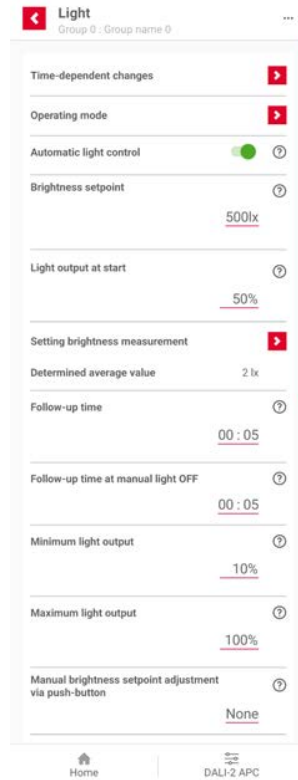 Light
Group 0 : Group name 0
Time-dependent changes
Operating mode
Automatic light control
Brightness setpoint
500lx
Light output at start
50%
Setting brightness measurement
Determined average value 2 lx
Follow-up time
00 : 05
Follow-up time at manual light OFF
00 : 05
Minimum light output
10%
Maximum light output
100%
Manual brightness setpoint adjustment
via push-button
None
Home DALI-2 APC